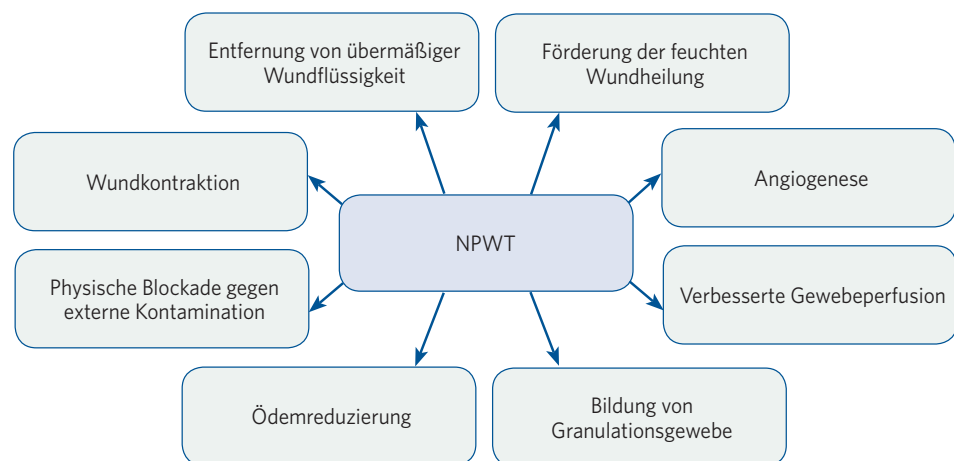 Entfernung von übermäßiger
Wundflüssigkeit
Förderung der feuchten
Wundheilung
Wundkontraktion
Angiogenese
NPWT
Physische Blockade gegen
externe Kontamination
Verbesserte Gewebeperfusion
Ödemreduzierung
Bildung von
Granulationsgewebe